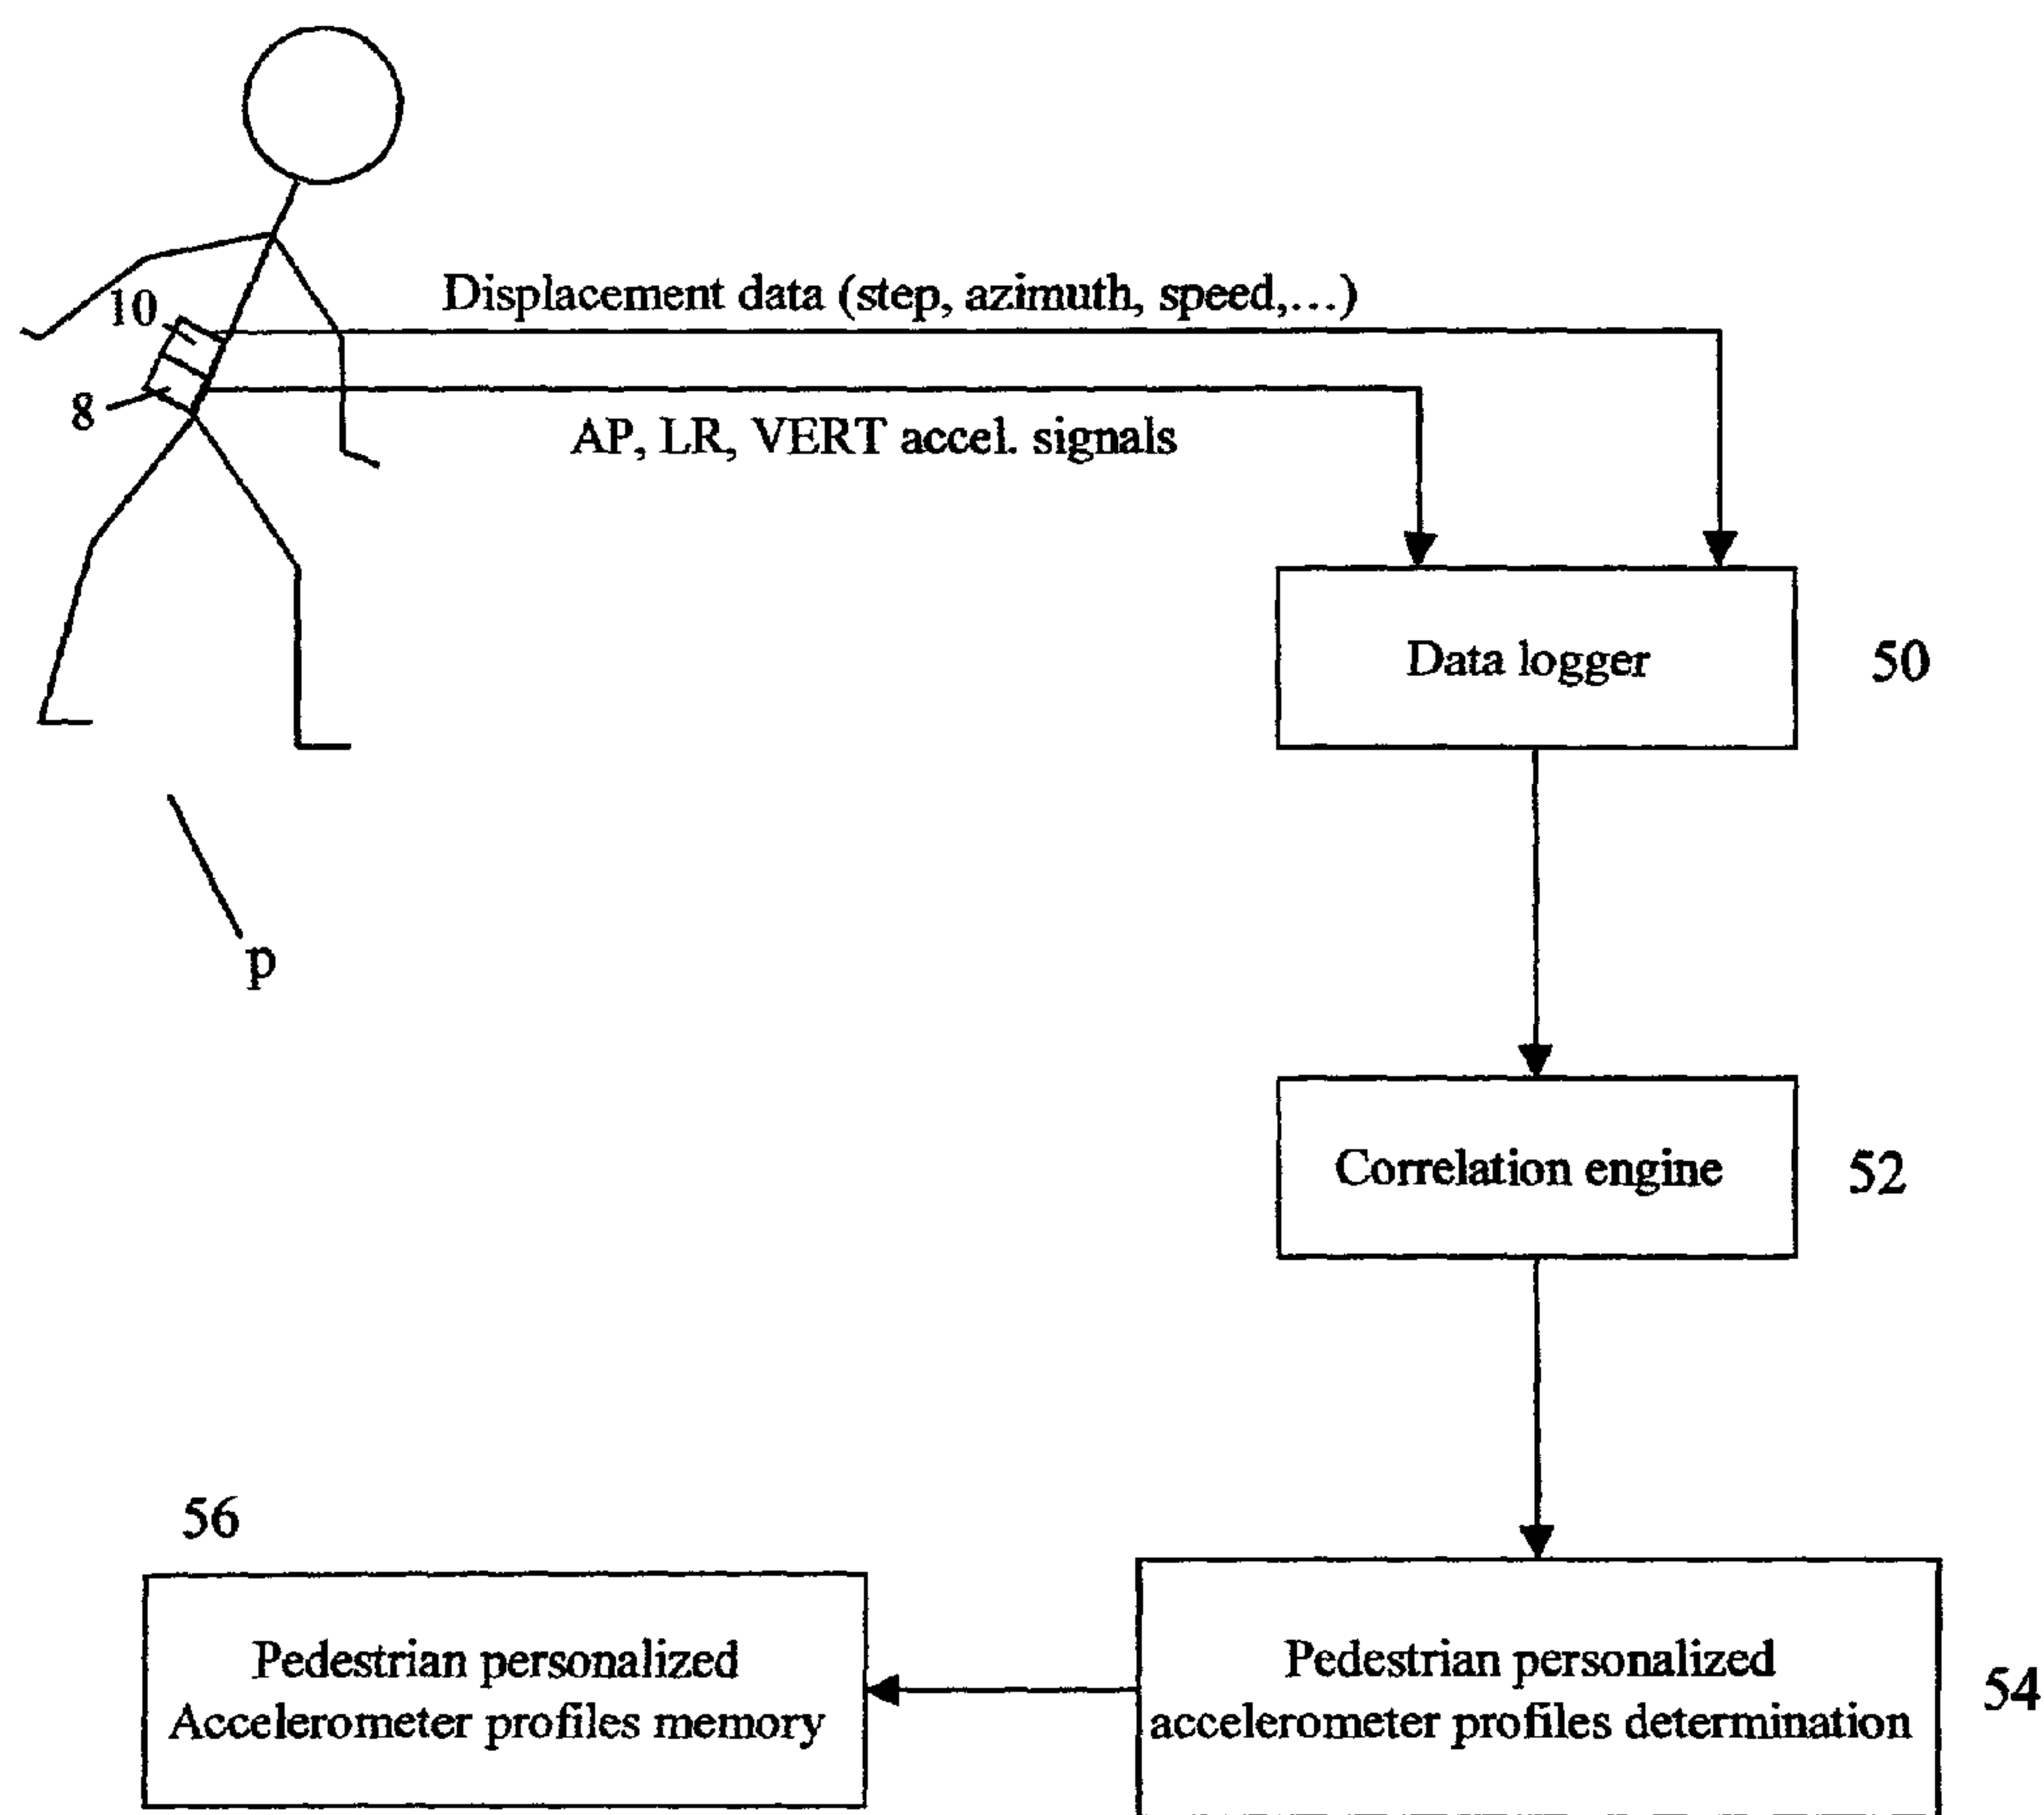 10
Displacement data (step, azimuth, speed,...)
8
AP, LR, VERT accel. signals
Data logger
50
p
Correlation engine
52
56
Pedestrian personalized
Accelerometer profiles memory
Pedestrian personalized
accelerometer profiles determination
54